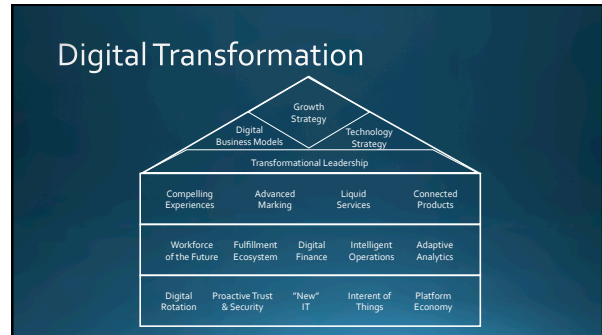 Digital Transformation
Growth
Strategy
Digital
Business Models
Technology
Strategy
Transformational Leadership
Compelling
Experiences
Advanced
Marking
Liquid
Services
Connected
Products
Workforce
of the Future
Fulfillment
Ecosystem
Digital
Finance
Intelligent
Operations
Adaptive
Analytics
Digital
Rotation
Proactive Trust
& Security
"New"
IT
Interent of
Things
Platform
Economy